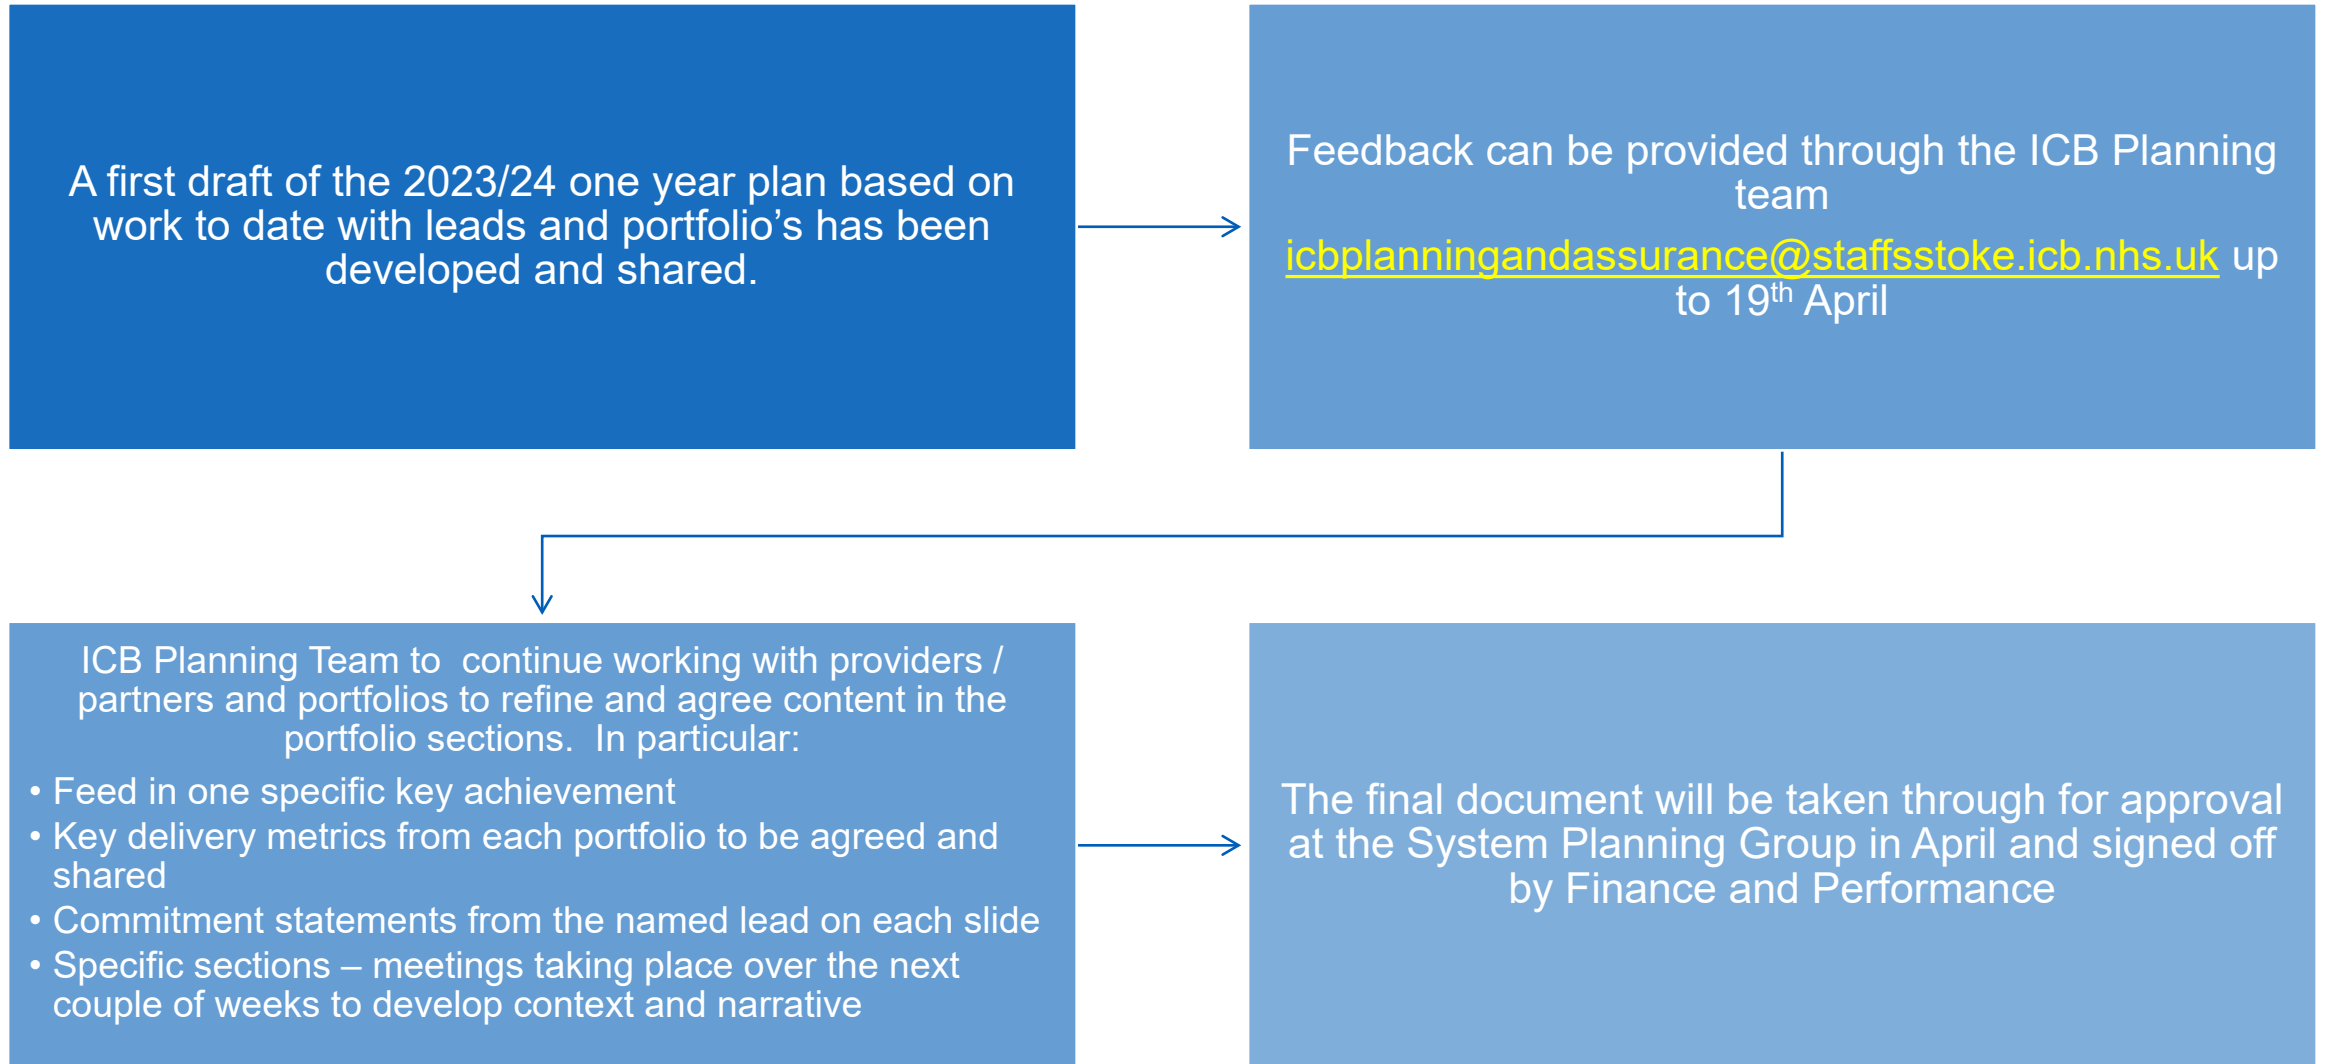 A first draft of the 2023/24 one year plan based on
work to date with leads and portfolio’s has been
developed and shared.
Feedback can be provided through the ICB Planning
team
icbplanningandassurance@staffsstoke.icb.nhs.uk up
to 19th April
ICB Planning Team to  continue working with providers /
partners and portfolios to refine and agree content in the
portfolio sections.  In particular:
• Feed in one specific key achievement
• Key delivery metrics from each portfolio to be agreed and
shared
• Commitment statements from the named lead on each slide
• Specific sections – meetings taking place over the next
couple of weeks to develop context and narrative
The final document will be taken through for approval
at the System Planning Group in April and signed off
by Finance and Performance